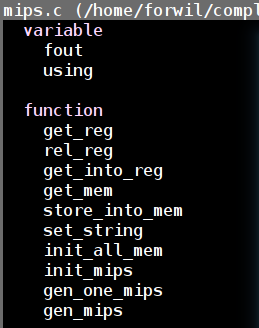 mips.c (/home/forwil/compl
variable
fout
using
function
get_reg
rel_reg
get_into_reg
get_mem
store_into_mem
set_string
init_all_mem
init_mips
gen_one_mips
gen_mips